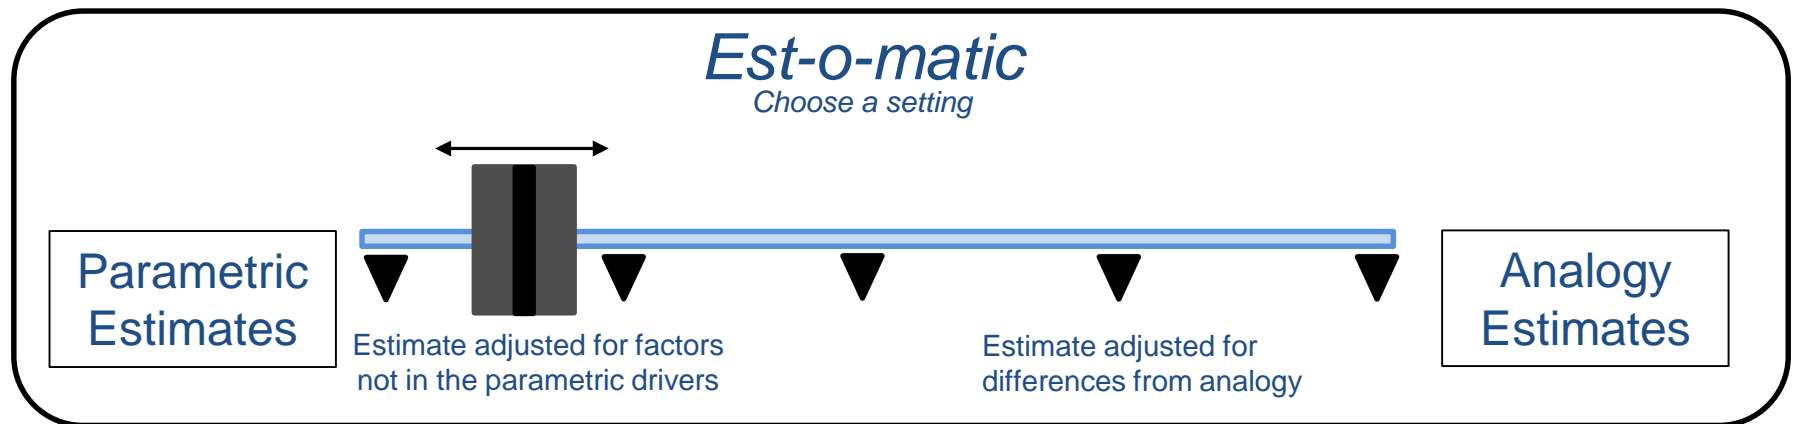 Est-o-matic
Choose a setting
Parametric
Estimates
Estimate adjusted for factors
not in the parametric drivers
Estimate adjusted for
differences from analogy
Analogy
Estimates